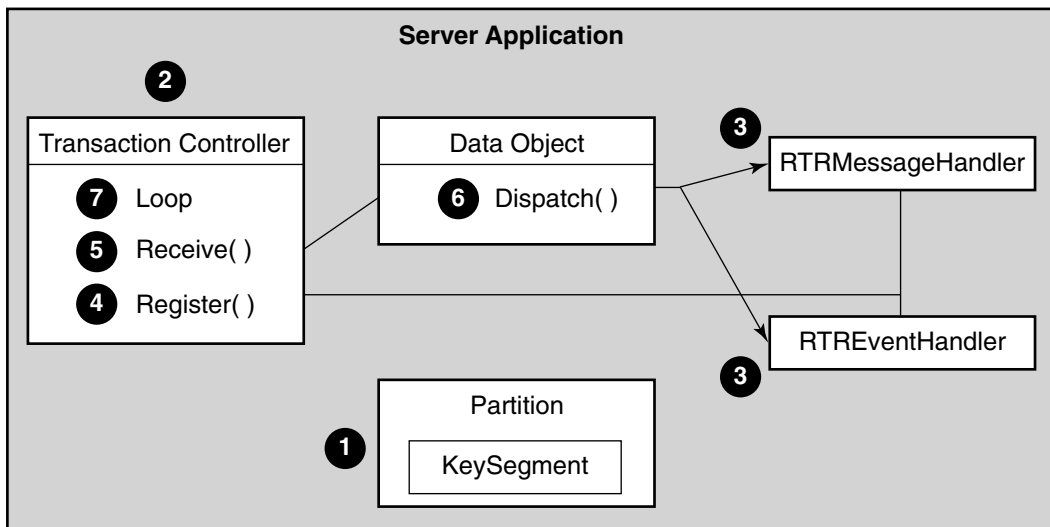 Server Application
2
Transaction Controller
7 Loop
5 Receive( )
4 Register( )
Data Object
6 Dispatch( )
3
RTRMessageHandler
RTREventHandler
3
1
Partition
KeySegment